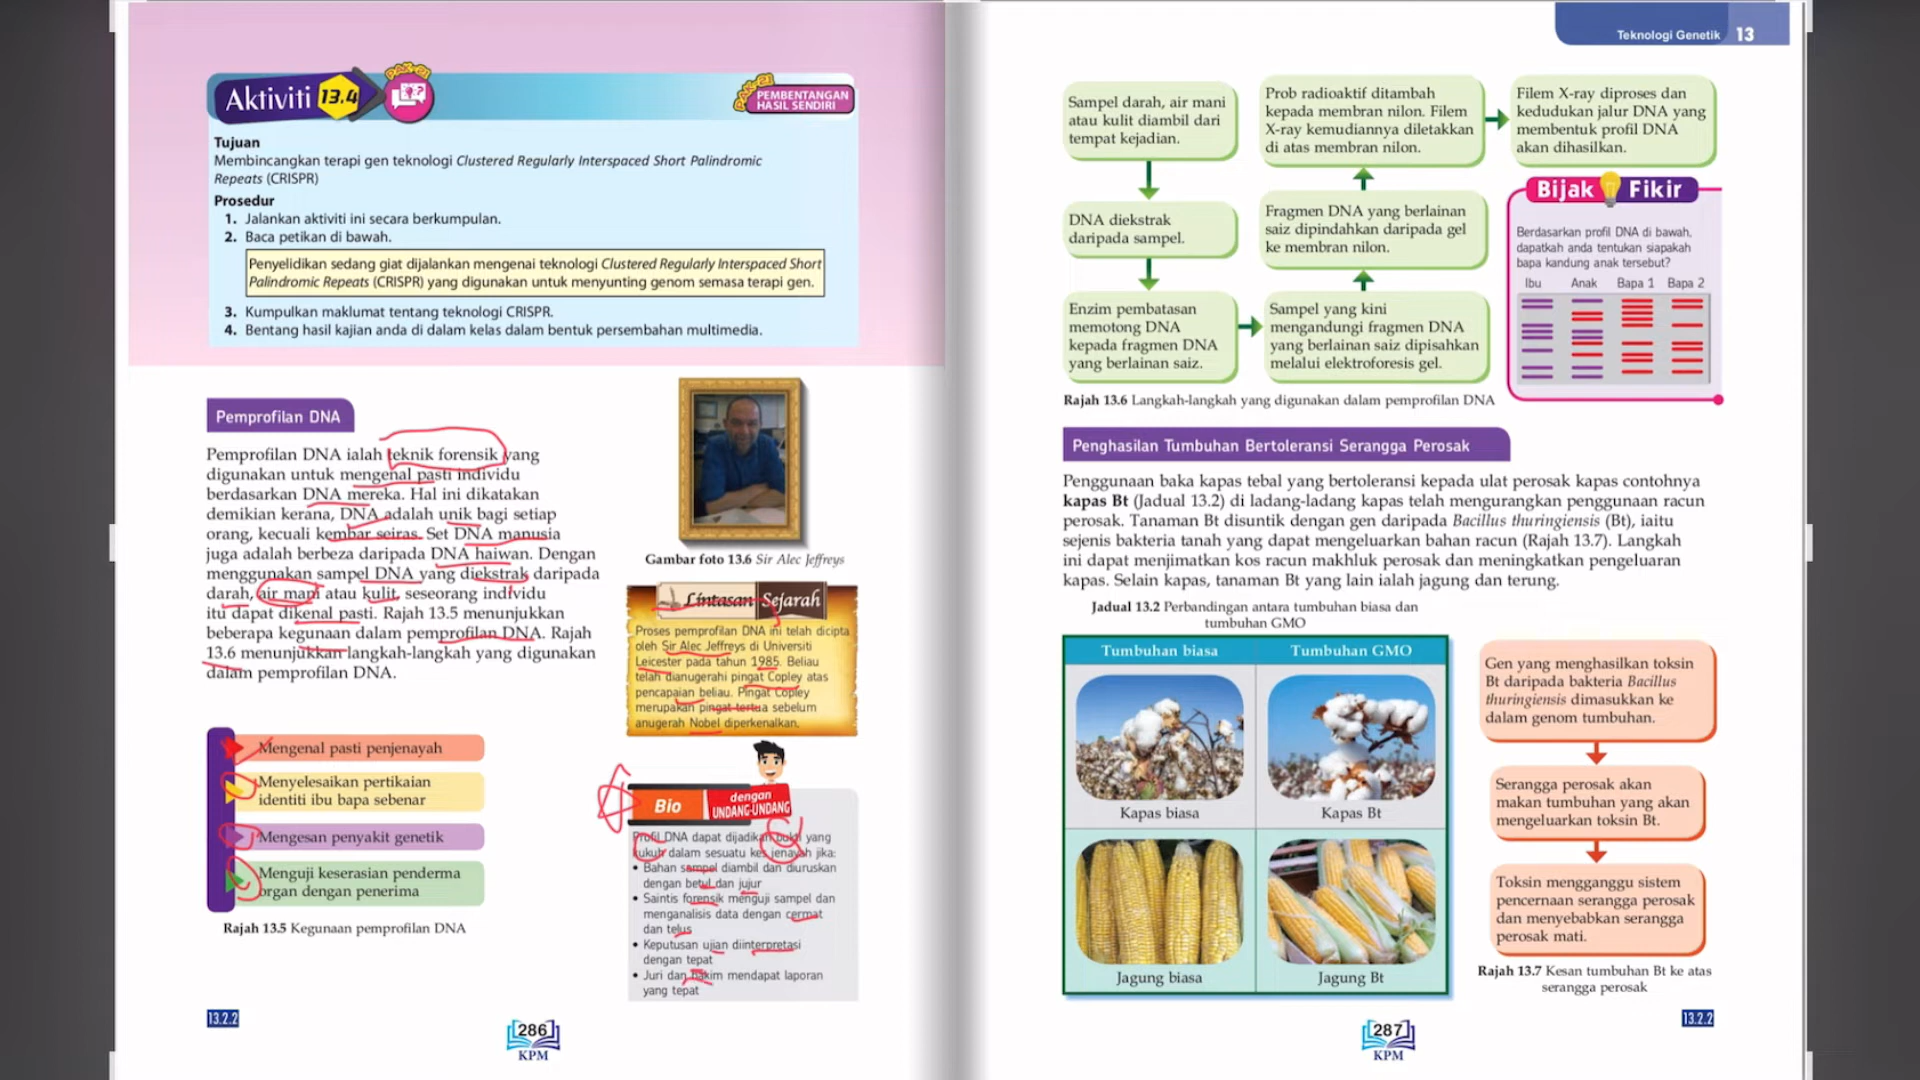 Aktiviti 13.4
PAK-21
PAK-21
PEMBENTANGAN
HASIL SENDIRI
Tujuan
Membincangkan terapi gen teknologi Clustered Regularly Interspaced Short Palindromic
Repeats (CRISPR)
Prosedur
1. Jalankan aktiviti ini secara berkumpulan.
2. Baca petikan di bawah.
Penyelidikan sedang giat dijalankan mengenai teknologi Clustered Regularly Interspaced Short
Palindromic Repeats (CRISPR) yang digunakan untuk menyunting genom semasa terapi gen.
3. Kumpulkan maklumat tentang teknologi CRISPR.
4. Bentang hasil kajian anda di dalam kelas dalam bentuk persembahan multimedia.
Pemprofilan DNA
Pemprofilan DNA ialah teknik forensik yang
digunakan untuk mengenal pasti individu
berdasarkan DNA mereka. Hal ini dikatakan
demikian kerana, DNA adalah unik bagi setiap
orang, kecuali kembar seiras. Set DNA manusia
juga adalah berbeza daripada DNA haiwan. Dengan
menggunakan sampel DNA yang diekstrak daripada
darah, air mani atau kulit, seseorang individu
itu dapat dikenal pasti. Rajah 13.5 menunjukkan
beberapa kegunaan dalam pemprofilan DNA. Rajah
13.6 menunjukkan langkah-langkah yang digunakan
dalam pemprofilan DNA.
Mengenal pasti penjenayah
Menyelesaikan pertikaian
identiti ibu bapa sebenar
Mengesan penyakit genetik
Menguji keserasian penderma
organ dengan penerima
Rajah 13.5 Kegunaan pemprofilan DNA
Gambar foto 13.6 Sir Alec Jeffreys
Lintasan Sejarah
Proses pemprofilan DNA ini telah dicipta
oleh Sir Alec Jeffreys di Universiti
Leicester pada tahun 1985. Beliau
telah dianugerahi pingat Copley atas
pencapaian beliau. Pingat Copley
merupakan pingat tertua sebelum
anugerah Nobel diperkenalkan.
Bio dengan
UNDANG-UNDANG
Profil DNA dapat dijadikan bukti yang
kukuh dalam sesuatu kes jenayah jika:
• Bahan sampel diambil dan diuruskan
dengan betul dan jujur
• Saintis forensik menguji sampel dan
menganalisis data dengan cermat
dan telus
• Keputusan ujian diinterpretasi
dengan tepat
• Juri dan hakim mendapat laporan
yang tepat
13.2.2
286
KPM
Teknologi Genetik 13
Sampel darah, air mani
atau kulit diambil dari
tempat kejadian.
DNA diekstrak
daripada sampel.
Enzim pembatasan
memotong DNA
kepada fragmen DNA
yang berlainan saiz.
Sampel yang kini
mengandungi fragmen DNA
yang berlainan saiz dipisahkan
melalui elektroforesis gel.
Fragmen DNA yang berlainan
saiz dipindahkan daripada gel
ke membran nilon.
Prob radioaktif ditambah
kepada membran nilon. Filem
X-ray kemudiannya diletakkan
di atas membran nilon.
Filem X-ray diproses dan
kedudukan jalur DNA yang
membentuk profil DNA
akan dihasilkan.
Rajah 13.6 Langkah-langkah yang digunakan dalam pemprofilan DNA
Bijak Fikir
Berdasarkan profil DNA di bawah,
dapatkah anda tentukan siapakah
bapa kandung anak tersebut?
Ibu Anak Bapa 1 Bapa 2
Penghasilan Tumbuhan Bertoleransi Serangga Perosak
Penggunaan baka kapas tebal yang bertoleransi kepada ulat perosak kapas contohnya
kapas Bt (Jadual 13.2) di ladang-ladang kapas telah mengurangkan penggunaan racun
perosak. Tanaman Bt disuntik dengan gen daripada Bacillus thuringiensis (Bt), iaitu
sejenis bakteria tanah yang dapat mengeluarkan bahan racun (Rajah 13.7). Langkah
ini dapat menjimatkan kos racun makhluk perosak dan meningkatkan pengeluaran
kapas. Selain kapas, tanaman Bt yang lain ialah jagung dan terung.
Jadual 13.2 Perbandingan antara tumbuhan biasa dan
tumbuhan GMO
Tumbuhan biasa Tumbuhan GMO
Kapas biasa Kapas Bt
Jagung biasa Jagung Bt
Gen yang menghasilkan toksin
Bt daripada bakteria Bacillus
thuringiensis dimasukkan ke
dalam genom tumbuhan.
Serangga perosak akan
makan tumbuhan yang akan
mengeluarkan toksin Bt.
Toksin mengganggu sistem
pencernaan serangga perosak
dan menyebabkan serangga
perosak mati.
Rajah 13.7 Kesan tumbuhan Bt ke atas
serangga perosak
287
KPM
13.2.2